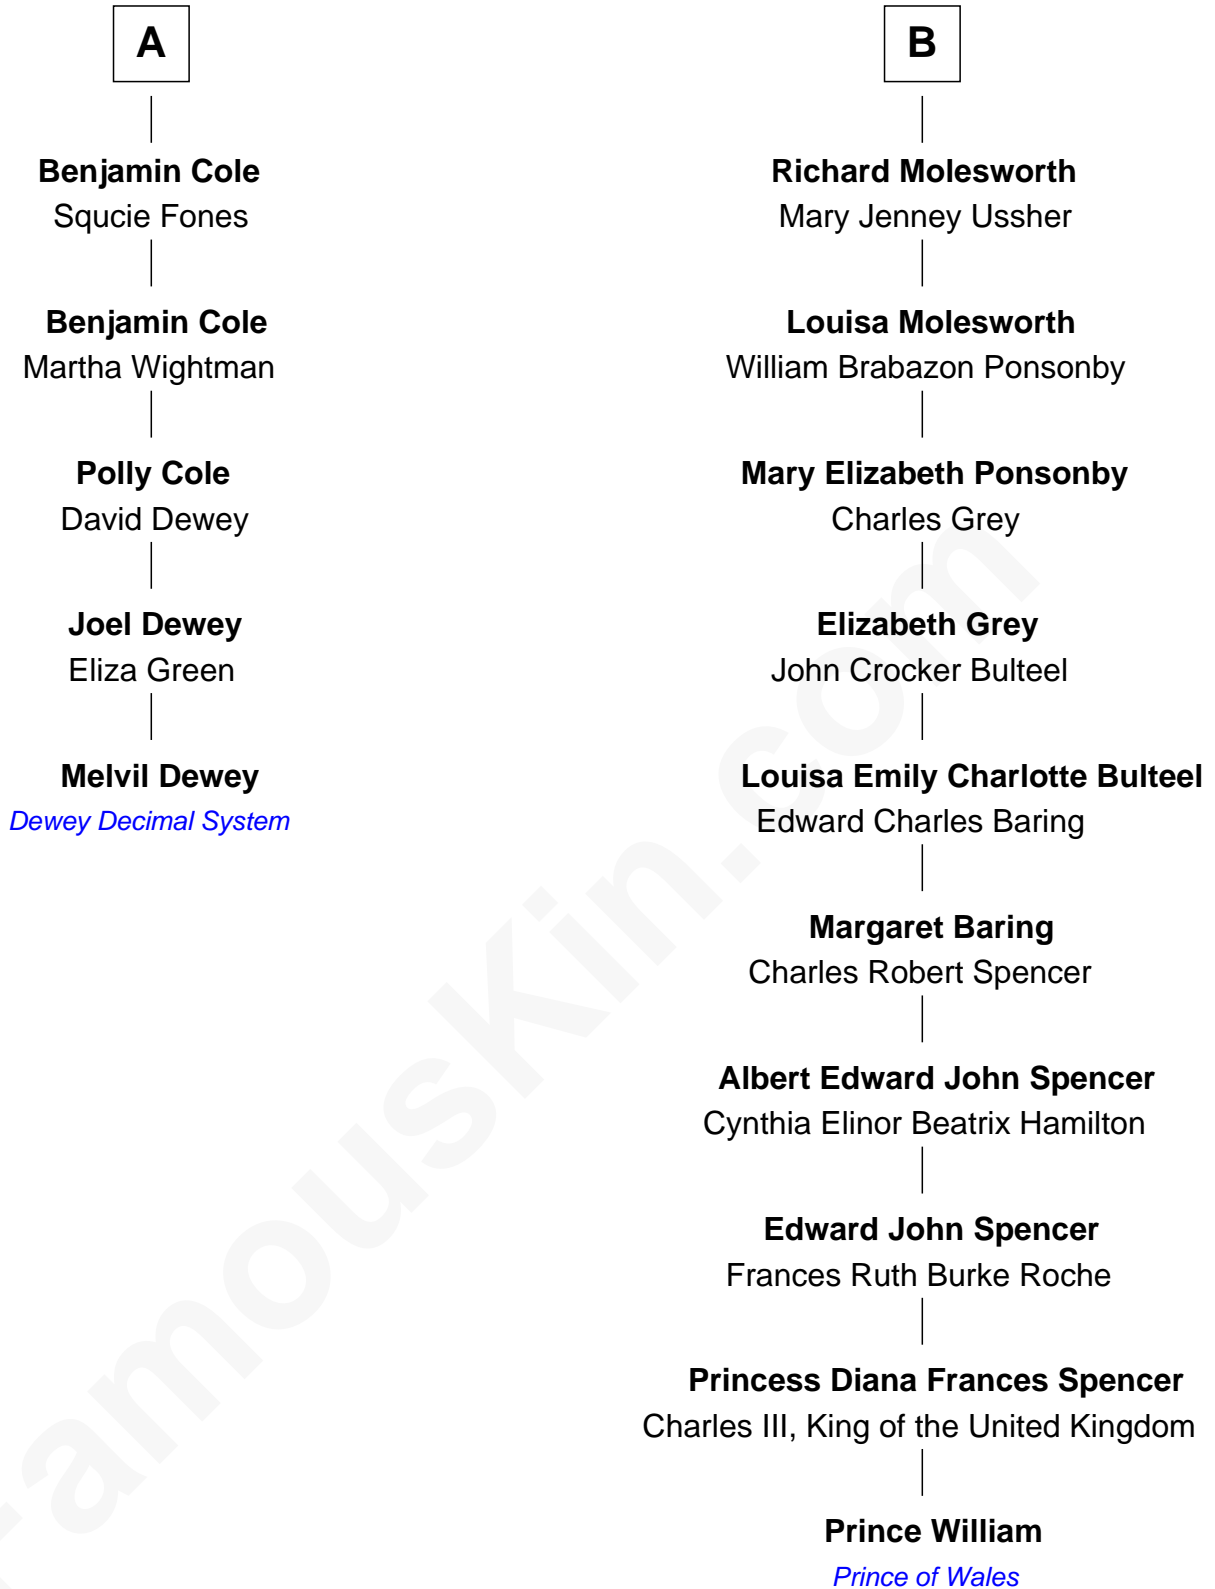 A
Benjamin Cole
Squcie Fones
Benjamin Cole
Martha Wightman
Polly Cole
David Dewey
Joel Dewey
Eliza Green
Melvil Dewey
Dewey Decimal System
B
Richard Molesworth
Mary Jenney Ussher
Louisa Molesworth
William Brabazon Ponsonby
Mary Elizabeth Ponsonby
Charles Grey
Elizabeth Grey
John Crocker Bulteel
Louisa Emily Charlotte Bulteel
Edward Charles Baring
Margaret Baring
Charles Robert Spencer
Albert Edward John Spencer
Cynthia Elinor Beatrix Hamilton
Edward John Spencer
Frances Ruth Burke Roche
Princess Diana Frances Spencer
Charles III, King of the United Kingdom
Prince William
Prince of Wales
FamousKin.com